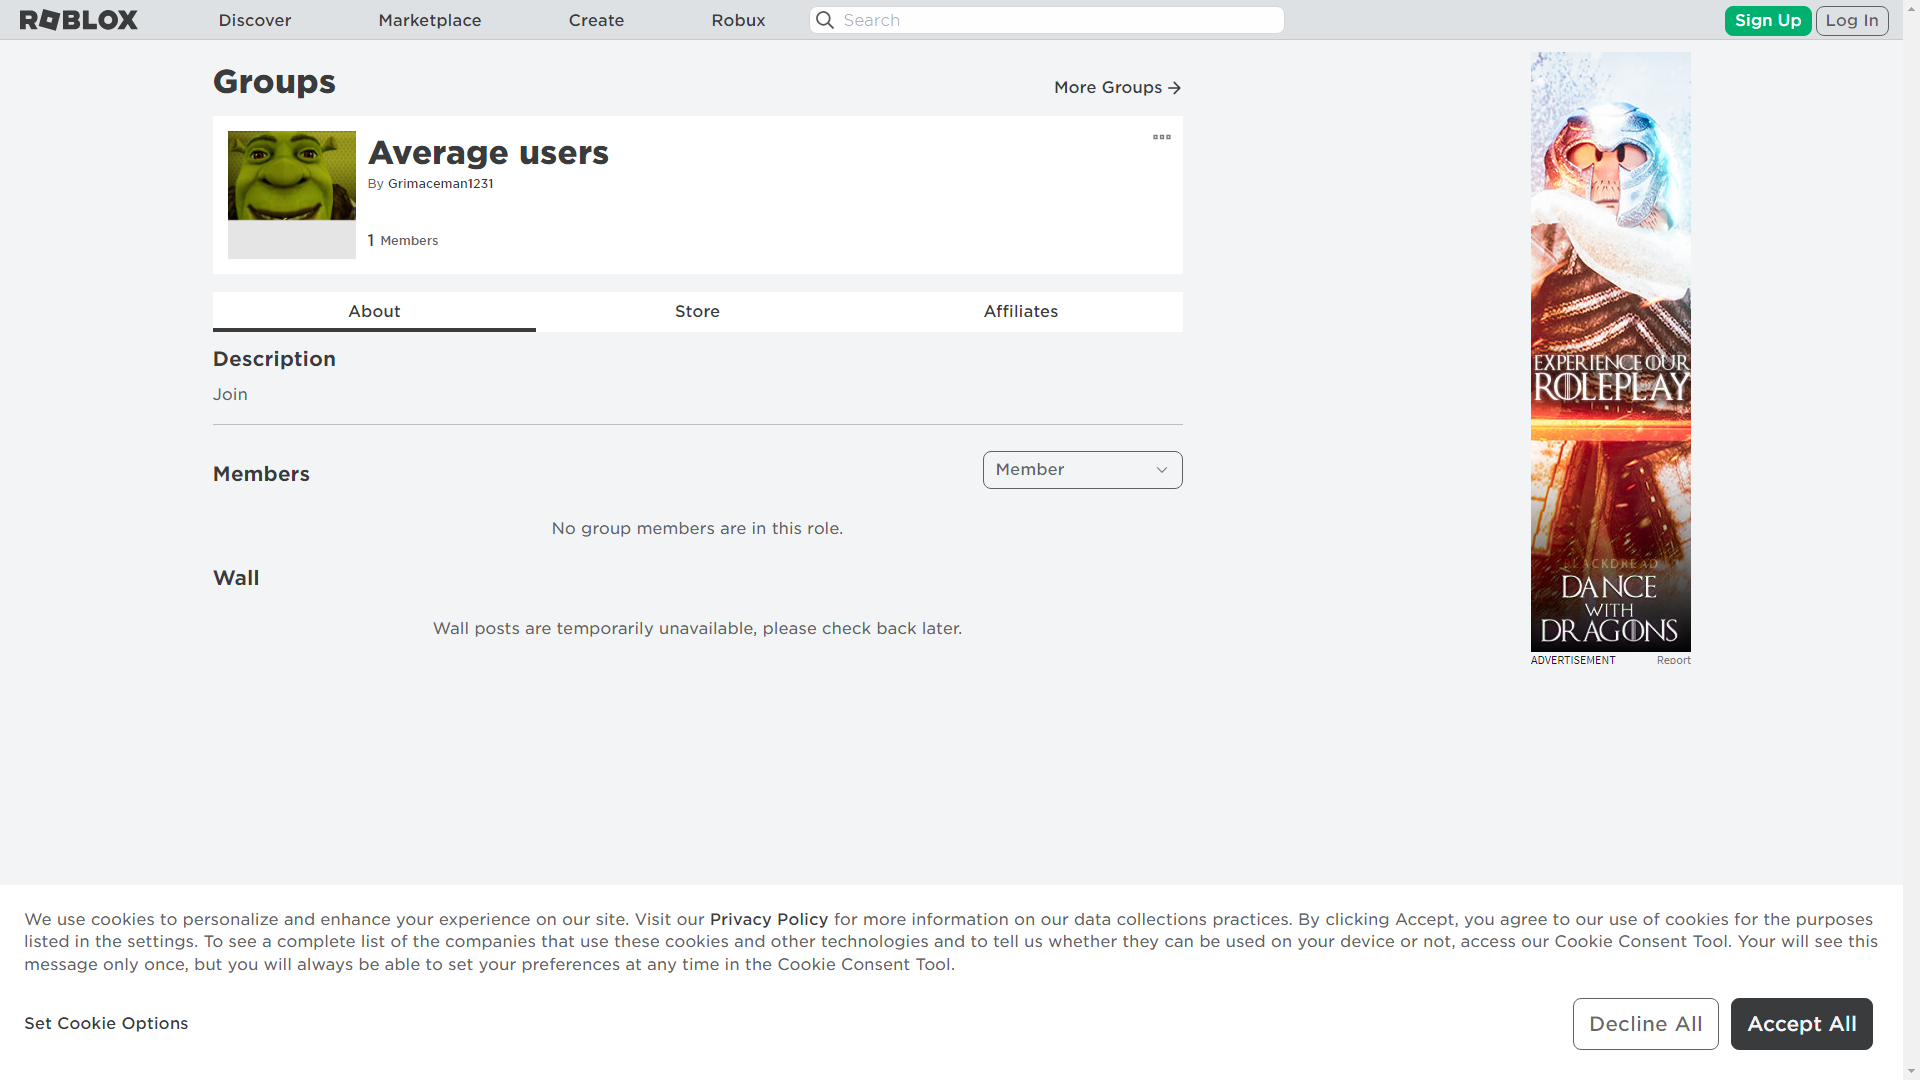 ROBLOX
Discover
Marketplace
Create
Robux
Search
Sign Up
Log In
Groups
More Groups
Average users
By Grimaceman1231
1 Members
About
Store
Affiliates
Description
Join
Members
Member
No group members are in this role.
Wall
Wall posts are temporarily unavailable, please check back later.
EXPERIENCE OUR
ROLEPLAY
BLACKDREAD
DANCE
WITH
DRAGONS
ADVERTISEMENT
Report
We use cookies to personalize and enhance your experience on our site. Visit our Privacy Policy for more information on our data collections practices. By clicking Accept, you agree to our use of cookies for the purposes
listed in the settings. To see a complete list of the companies that use these cookies and other technologies and to tell us whether they can be used on your device or not, access our Cookie Consent Tool. Your will see this
message only once, but you will always be able to set your preferences at any time in the Cookie Consent Tool.
Set Cookie Options
Decline All
Accept All